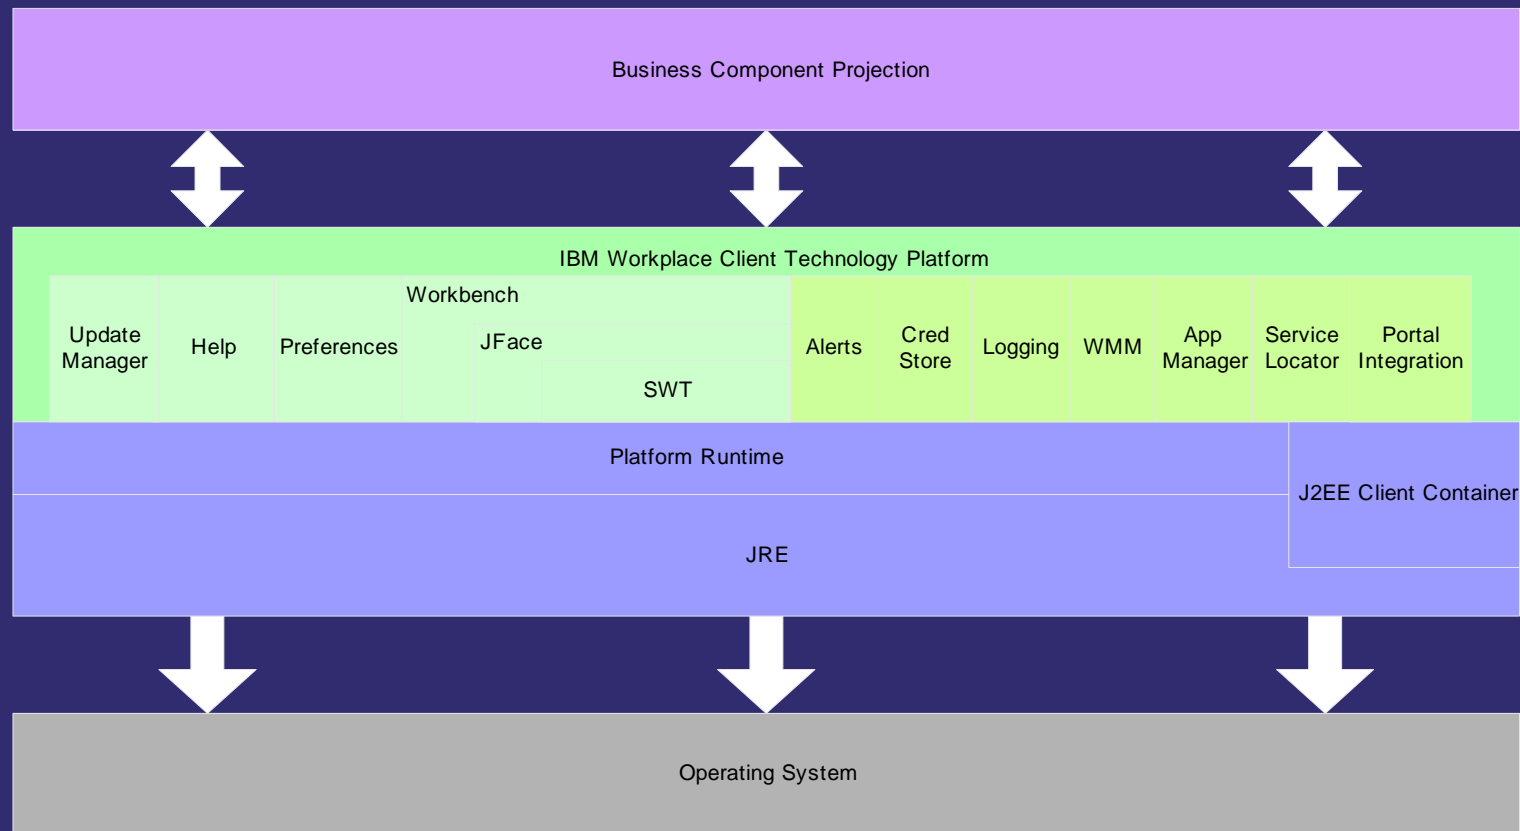 Business Component Projection
IBM Workplace Client Technology Platform
Workbench
Update
Manager
Help
Preferences
JFace
SWT
Alerts
Cred
Store
Logging
WMM
App
Manager
Service
Locator
Portal
Integration
Platform Runtime
J2EE Client Container
JRE
Operating System